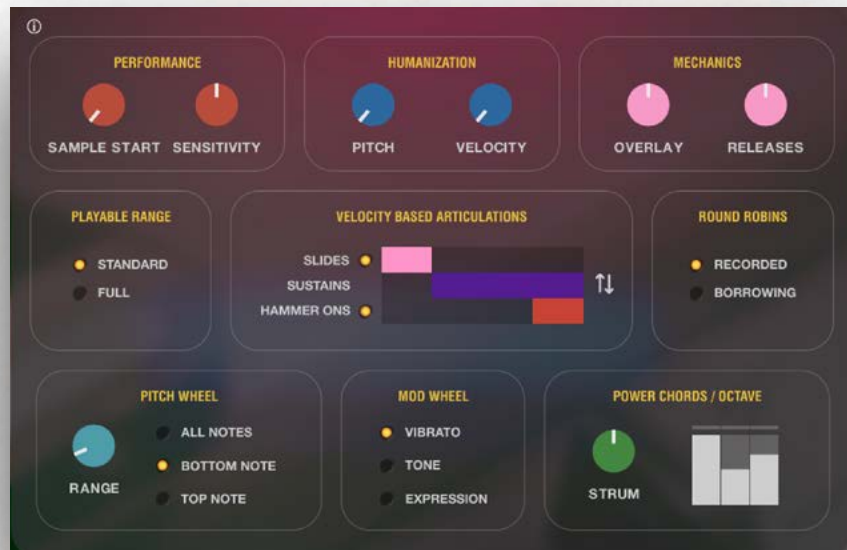 PERFORMANCE
SAMPLE START SENSITIVITY
HUMANIZATION
PITCH VELOCITY
MECHANICS
OVERLAY RELEASES
PLAYABLE RANGE
STANDARD
FULL
VELOCITY BASED ARTICULATIONS
SLIDES
SUSTAINS
HAMMER ONS
ROUND ROBINS
RECORDED
BORROWING
PITCH WHEEL
RANGE
ALL NOTES
BOTTOM NOTE
TOP NOTE
MOD WHEEL
VIBRATO
TONE
EXPRESSION
POWER CHORDS / OCTAVE
STRUM